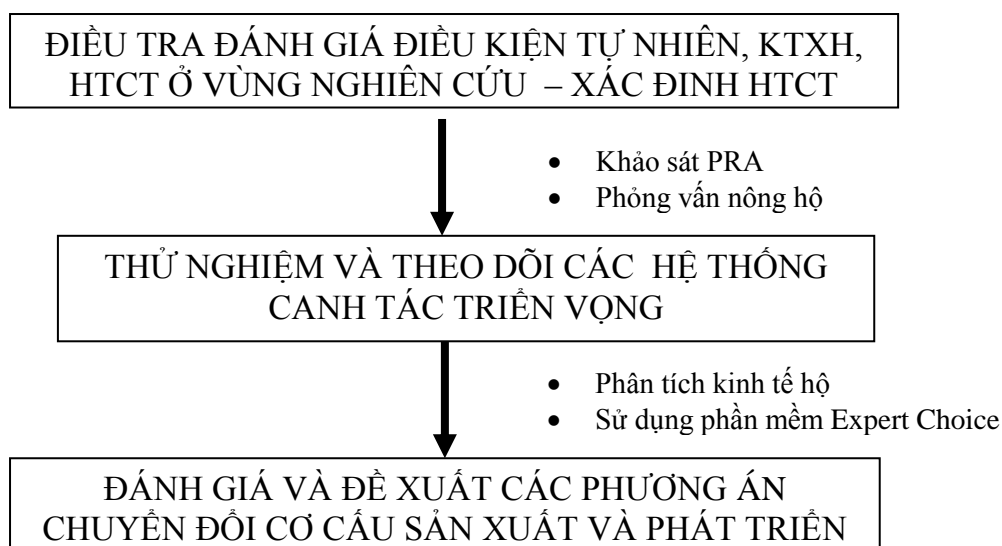 ĐIỀU TRA ĐÁNH GIÁ ĐIỀU KIỆN TỰ NHIÊN, KTXH,
HTCT Ở VÙNG NGHIÊN CỨU – XÁC ĐINH HTCT
• Khảo sát PRA
• Phỏng vấn nông hộ
THỬ NGHIỆM VÀ THEO DÕI CÁC HỆ THỐNG
CANH TÁC TRIỂN VỌNG
• Phân tích kinh tế hộ
• Sử dụng phần mềm Expert Choice
ĐÁNH GIÁ VÀ ĐỀ XUẤT CÁC PHƯƠNG ÁN
CHUYỂN ĐỔI CƠ CẤU SẢN XUẤT VÀ PHÁT TRIỂN